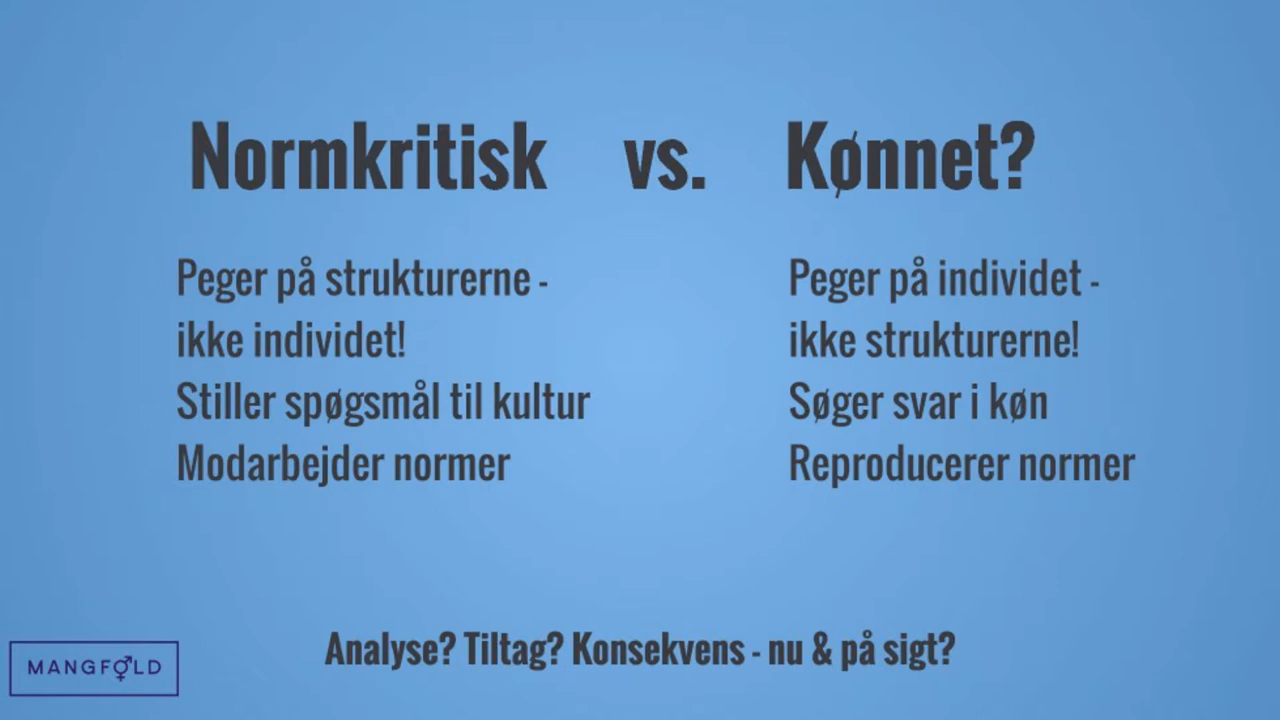 Normkritisk vs. Kønnet?
Peger på strukturerne -
ikke individet!
Stiller spøgsmål til kultur
Modarbejder normer
Peger på individet -
ikke strukturerne!
Søger svar i køn
Reproducerer normer
Analyse? Tiltag? Konsekvens - nu & på sigt?
MANGFOLD